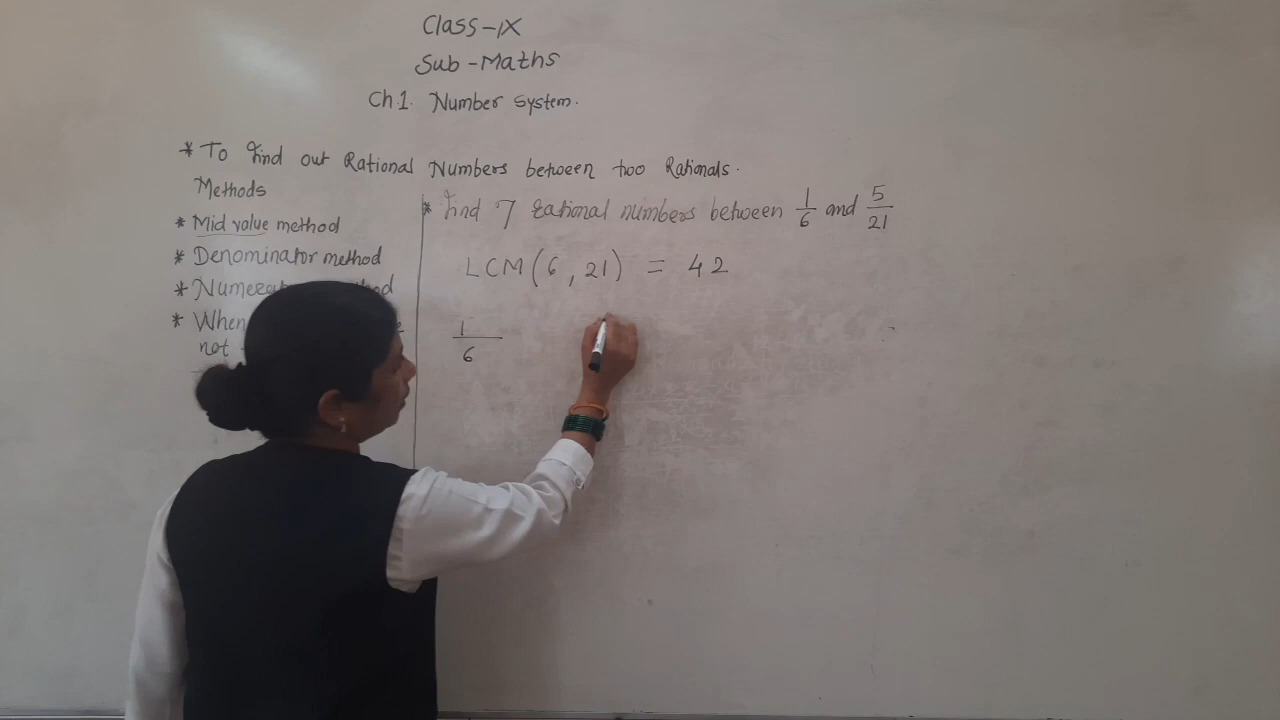 Class-IX
Sub-Maths
Ch.1. Number System.
* To find out Rational Numbers between two Rationals.
Methods
* Mid value method
* Denominator method
* When
not
* Find 7 rational numbers between 1/6 and 5/21
LCM(6,21) = 42
1/6